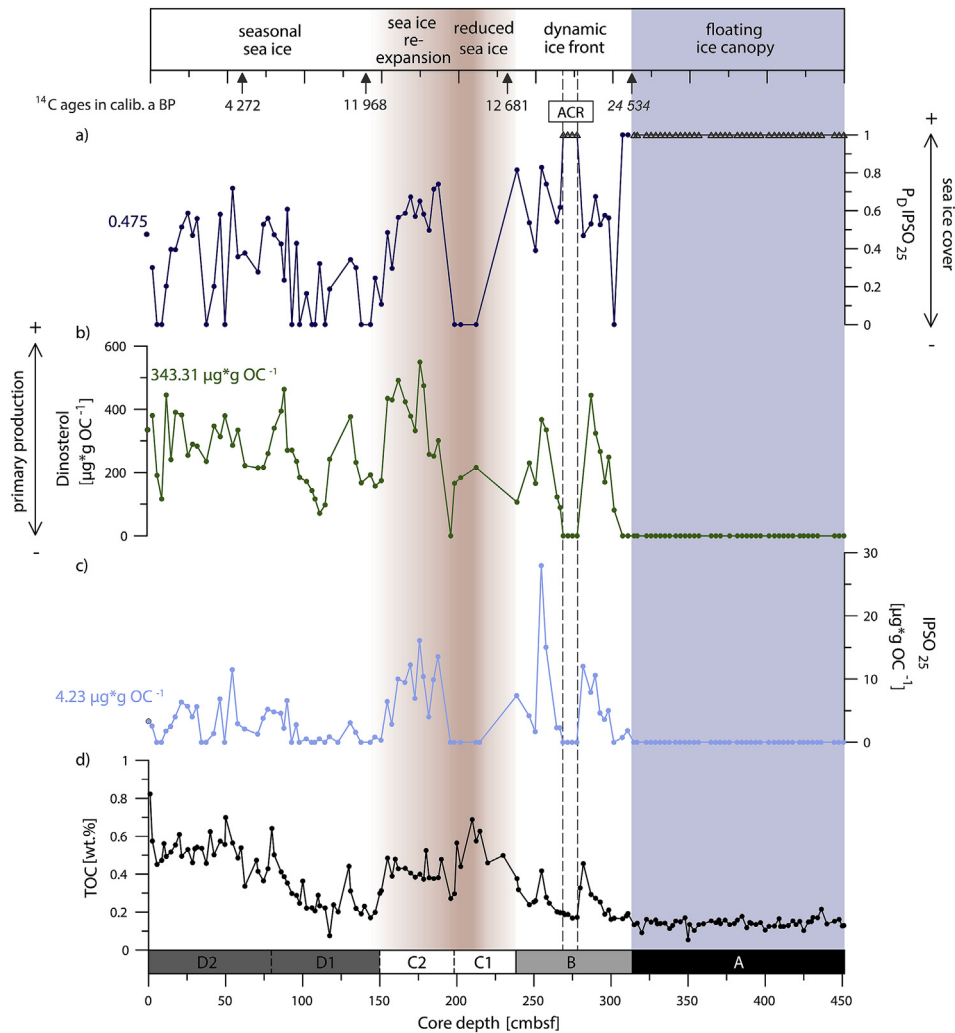 seasonal
sea ice
sea ice
re-
expansion
reduced
sea ice
dynamic
ice front
floating
ice canopy
14C ages in calib. a BP
4 272
11 968
12 681
24 534
ACR
a)
0.475
1
0.8
0.6
0.4
0.2
0
PD IPSO25
+
sea ice cover
-
b)
+
primary production
-
600
400
200
0
Dinosterol
[µg*g OC-1]
343.31 µg*g OC -1
c)
4.23 µg*g OC -1
30
20
10
0
IPSO 25
[µg*g OC-1]
d)
1
0.8
0.6
0.4
0.2
0
TOC [wt.%]
D2 D1 C2 C1 B A
0 50 100 150 200 250 300 350 400 450
Core depth [cmbsf]